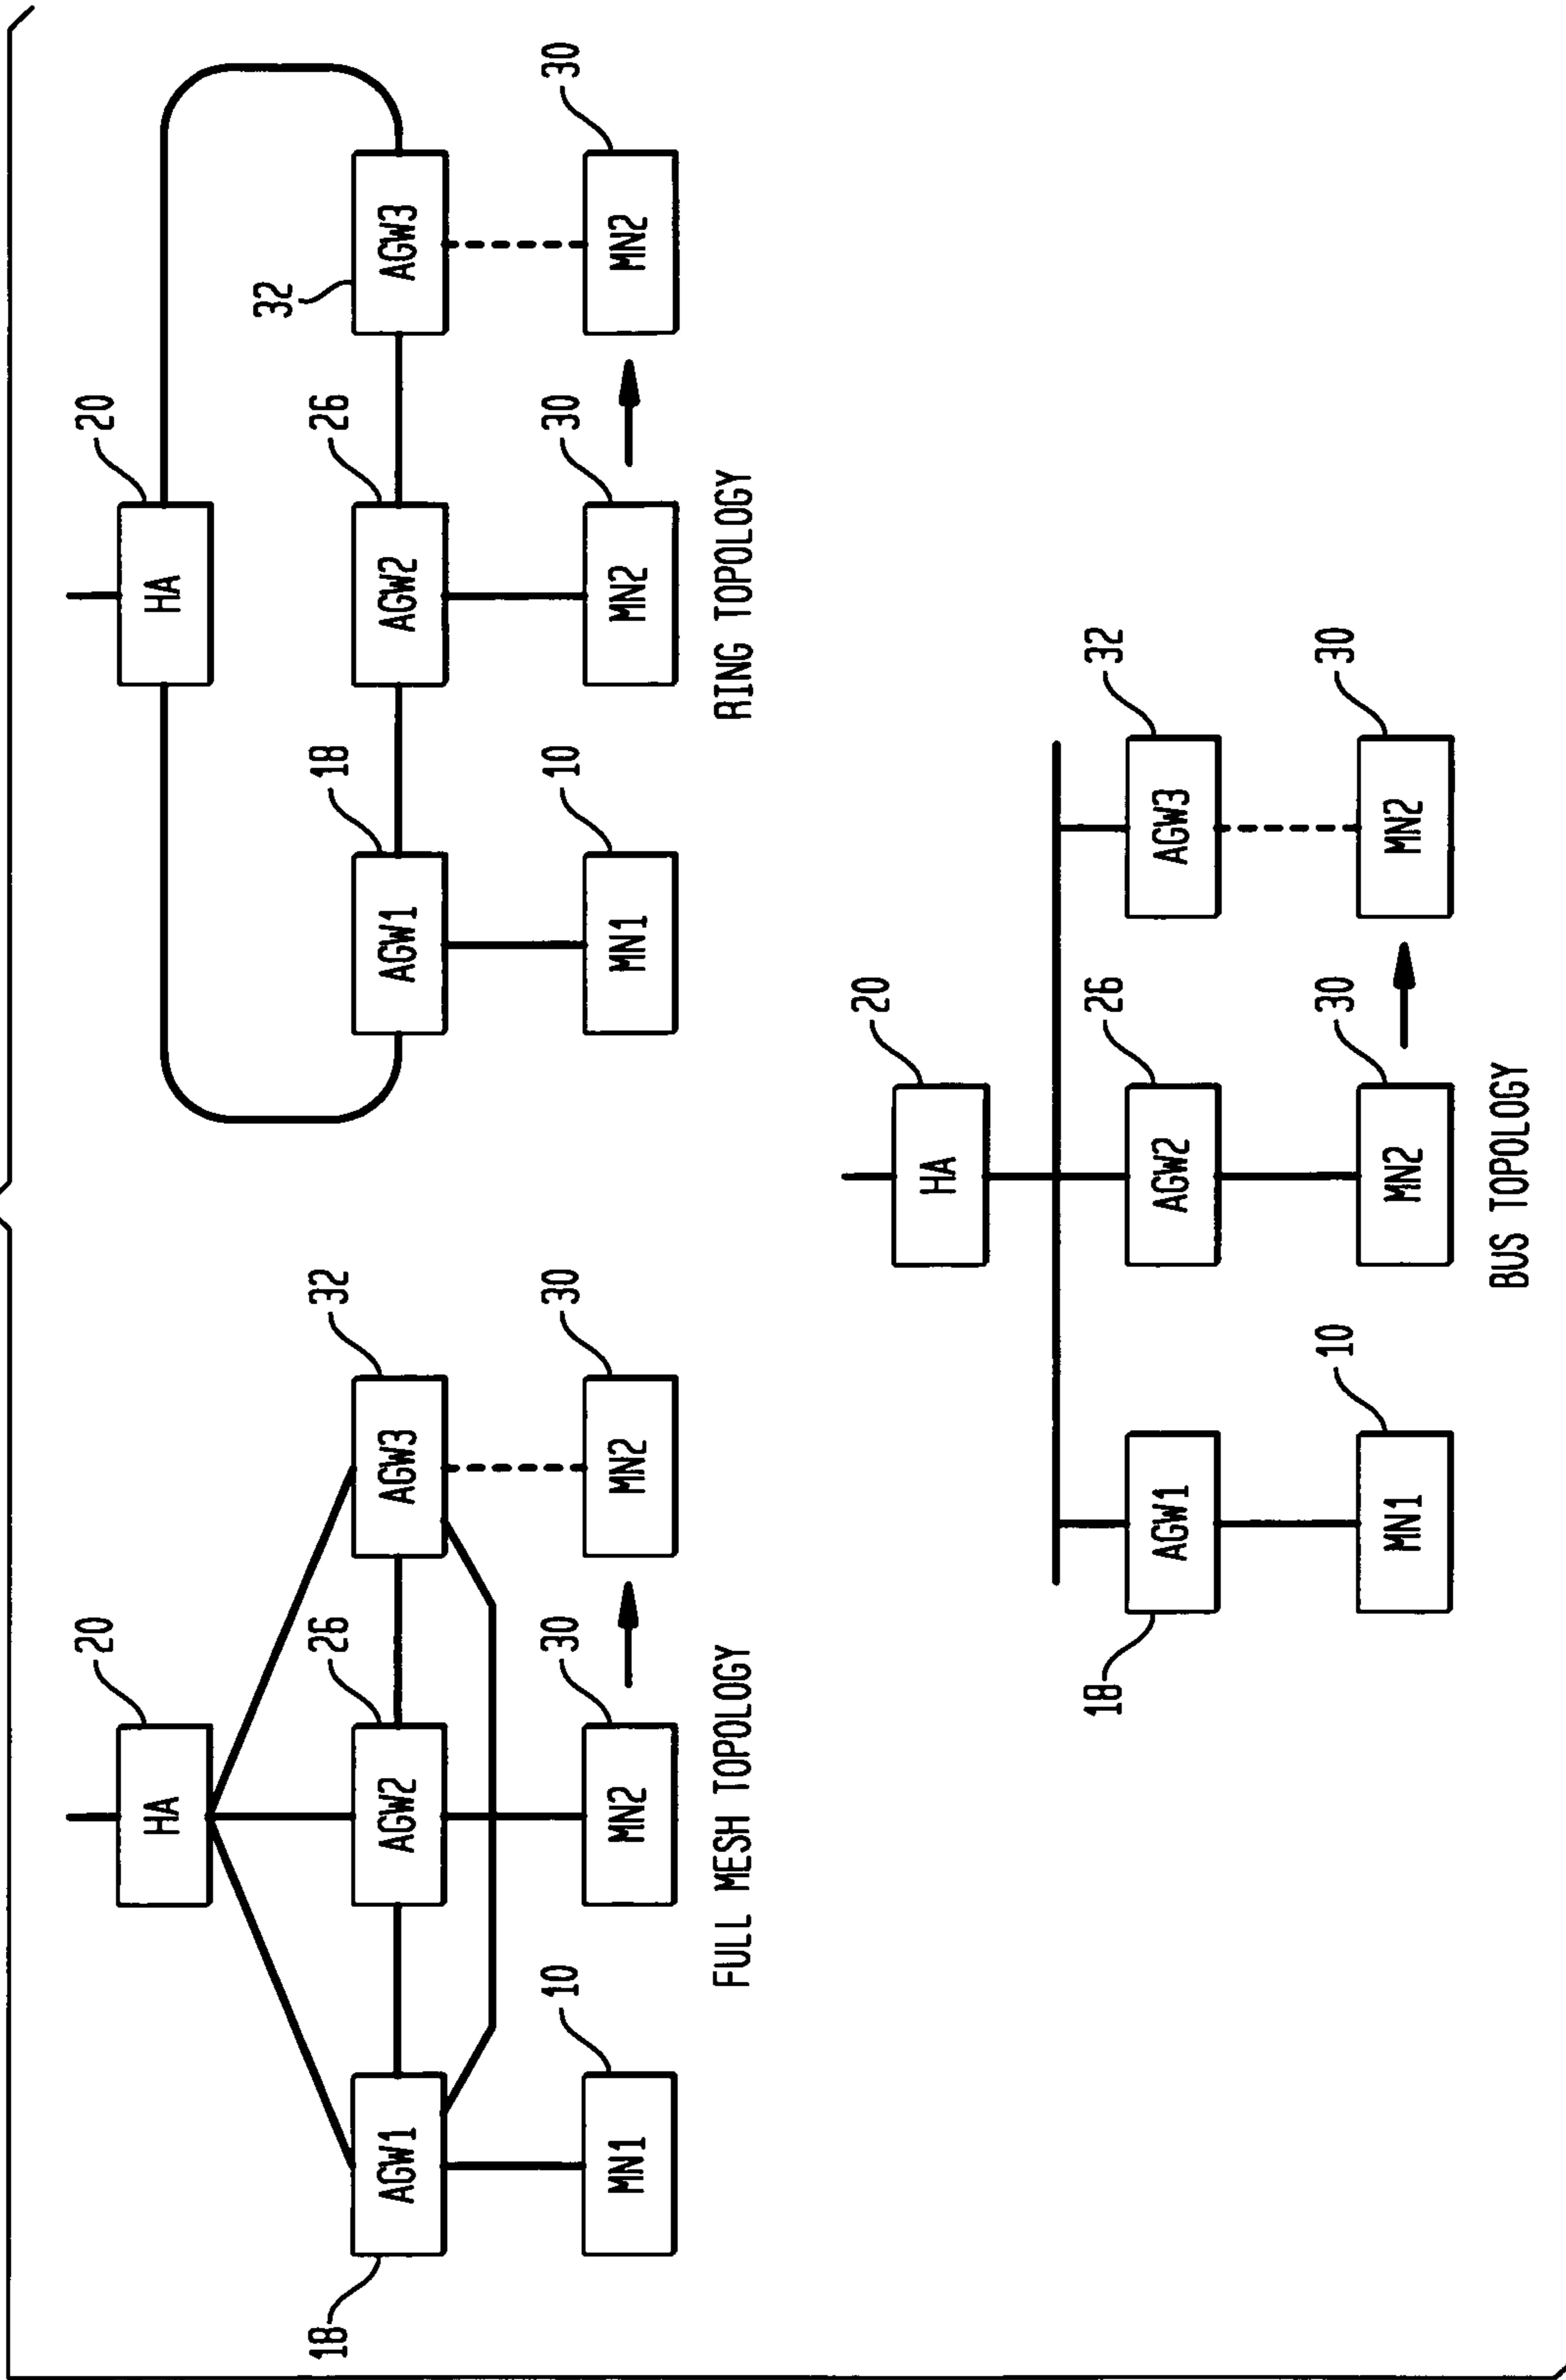 20
HA
18
26
32
AGW1
AGW2
AGW3
10
30
30
MN1
MN2
MN2
FULL MESH TOPOLOGY
20
HA
18
26
32
AGW1
AGW2
AGW3
10
30
30
MN1
MN2
MN2
RING TOPOLOGY
20
HA
18
26
32
AGW1
AGW2
AGW3
10
30
30
MN1
MN2
MN2
BUS TOPOLOGY